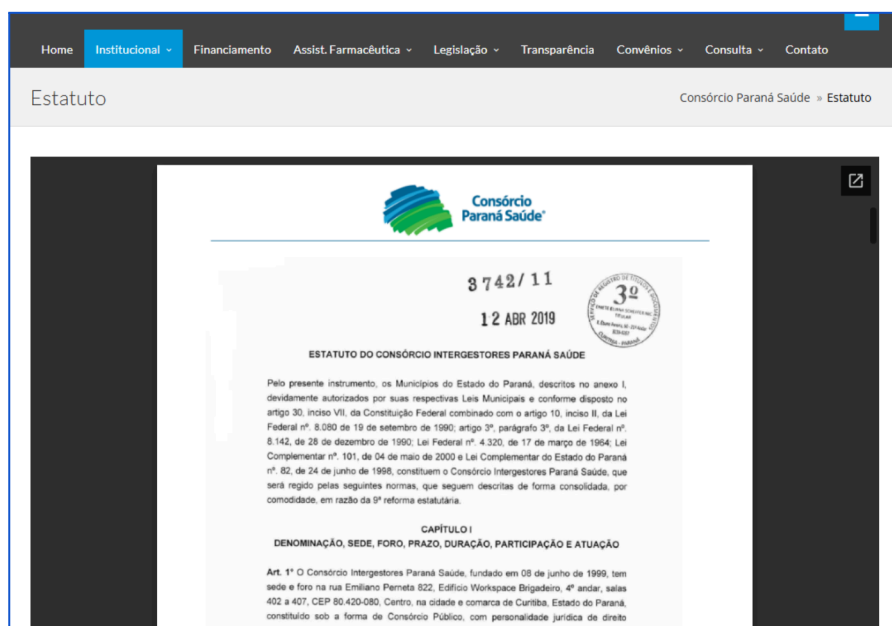 Home Institucional Financiamento Assist. Farmacêutica Legislação Transparência Convênios Consulta Contato
Estatuto
Consórcio Paraná Saúde » Estatuto
Consórcio
Paraná Saúde
3742/11
12 ABR 2019
3º
ESTATUTO DO CONSÓRCIO INTERGESTORES PARANÁ SAÚDE
Pelo presente instrumento, os Municípios do Estado do Paraná, descritos no anexo I,
devidamente autorizados por suas respectivas Leis Municipais e conforme disposto no
artigo 30, inciso VII, da Constituição Federal combinado com o artigo 10, inciso II, da Lei
Federal nº. 8.080 de 19 de setembro de 1990; artigo 3º, parágrafo 3º, da Lei Federal nº.
8.142, de 28 de dezembro de 1990; Lei Federal nº. 4.320, de 17 de março de 1964; Lei
Complementar nº. 101, de 04 de maio de 2000 e Lei Complementar do Estado do Paraná
nº. 82, de 24 de junho de 1998, constituem o Consórcio Intergestores Paraná Saúde, que
será regido pelas seguintes normas, que seguem descritas de forma consolidada, por
comodidade, em razão da 9ª reforma estatutária.
CAPÍTULO I
DENOMINAÇÃO, SEDE, FORO, PRAZO, DURAÇÃO, PARTICIPAÇÃO E ATUAÇÃO
Art. 1º O Consórcio Intergestores Paraná Saúde, fundado em 08 de junho de 1999, tem
sede e foro na rua Emiliano Perneta 822, Edifício Workspace Brigadeiro, 4º andar, salas
402 a 407, CEP 80.420-080, Centro, na cidade e comarca de Curitiba, Estado do Paraná,
constituído sob a forma de Consórcio Público, com personalidade jurídica de direito